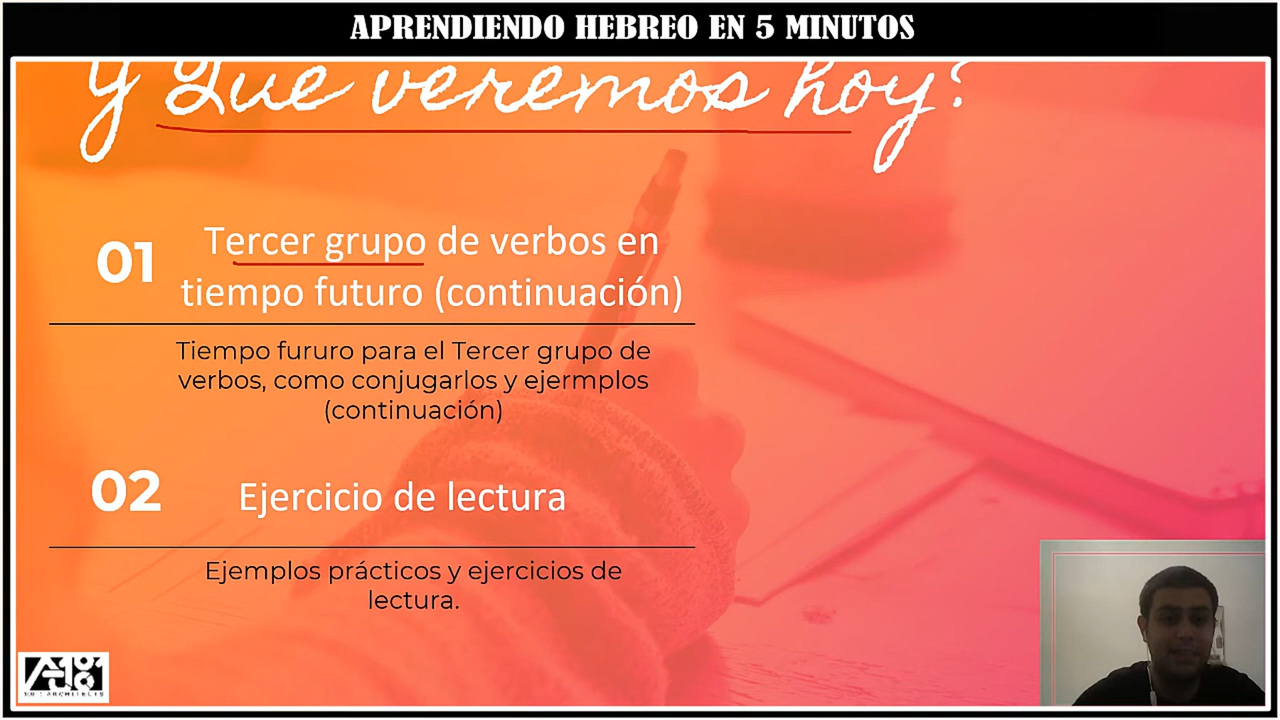 APRENDIENDO HEBREO EN 5 MINUTOS
y Que veremos hoy?
01
Tercer grupo de verbos en
tiempo futuro (continuación)
Tiempo fururo para el Tercer grupo de
verbos, como conjugarlos y ejermplos
(continuación)
02
Ejercicio de lectura
Ejemplos prácticos y ejercicios de
lectura.